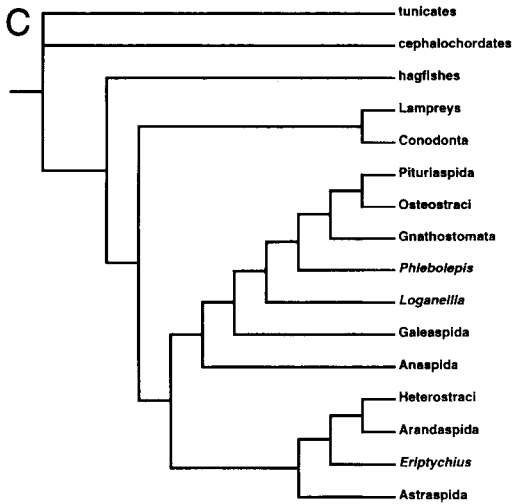 C
tunicates
cephalochordates
hagfishes
Lampreys
Conodonta
Pituriaspida
Osteostraci
Gnathostomata
Phlebolepis
Loganellia
Galeaspida
Anaspida
Heterostraci
Arandaspida
Eriptychius
Astraspida